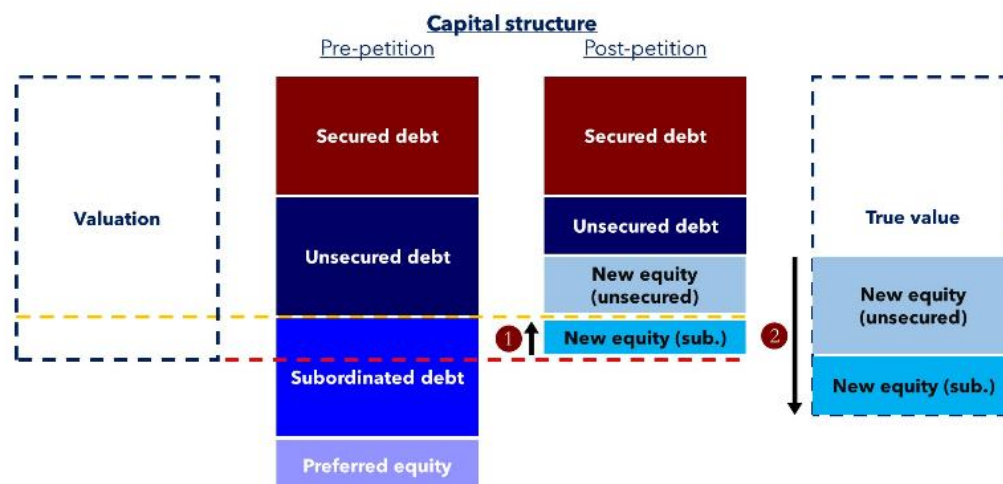 Capital structure
Pre-petition
Post-petition
Valuation
Secured debt
Unsecured debt
Subordinated debt
Preferred equity
Secured debt
Unsecured debt
New equity
(unsecured)
1
New equity (sub.)
2
True value
New equity
(unsecured)
New equity (sub.)